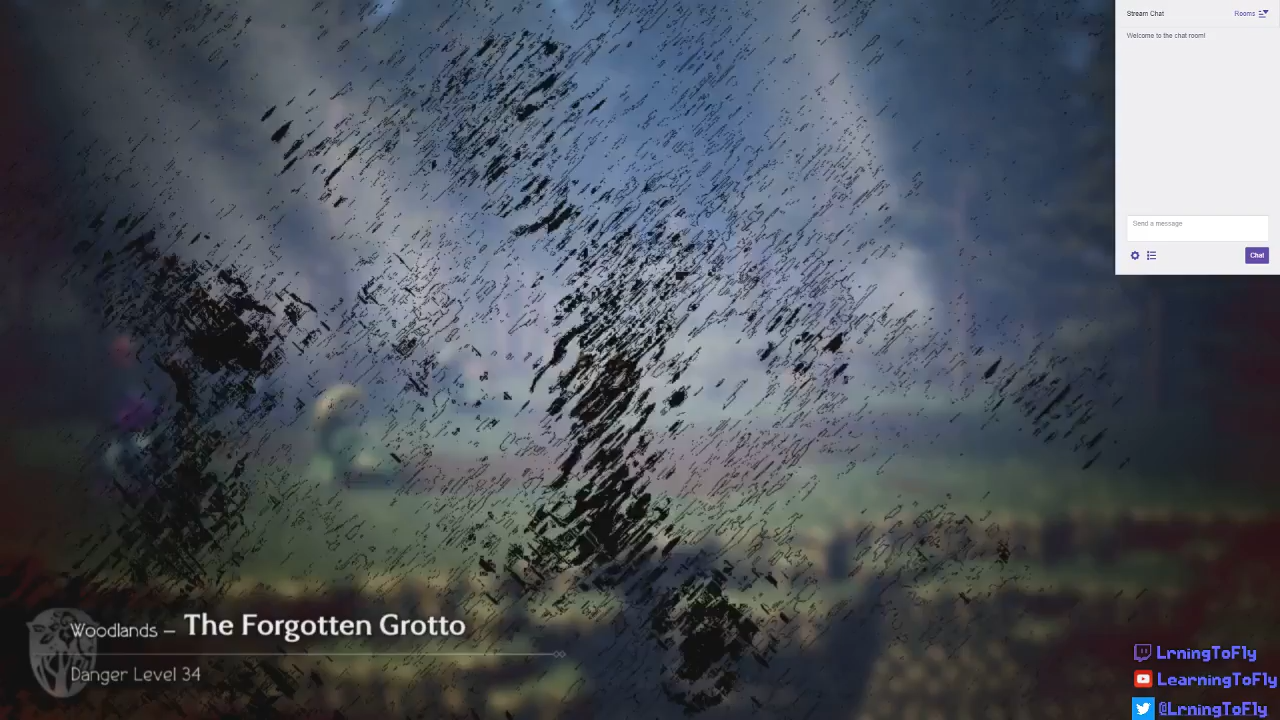 Stream Chat
Rooms
Welcome to the chat room!
Send a message
Chat
Woodlands – The Forgotten Grotto
Danger Level 34
LrningToFly
LearningToFly
@LrningToFly